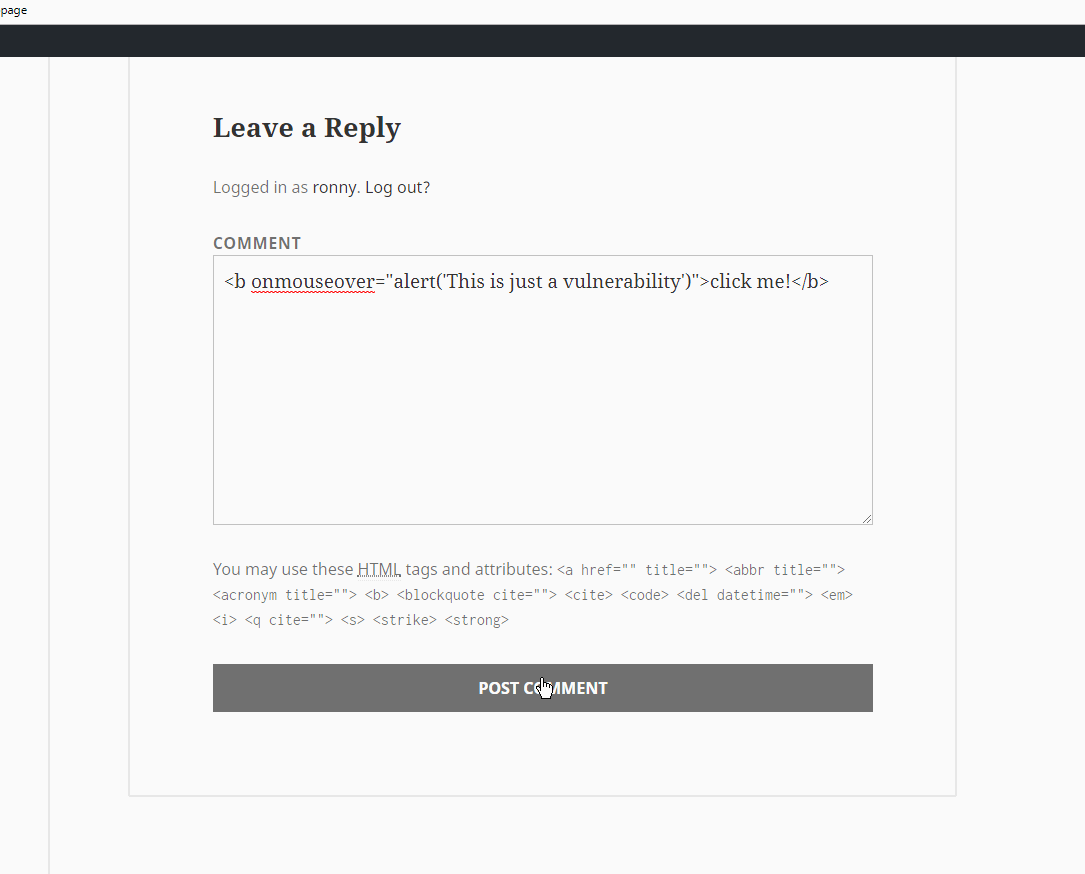 page
Leave a Reply
Logged in as ronny. Log out?
COMMENT
<b onmouseover="alert('This is just a vulnerability')">click me!</b>
You may use these HTML tags and attributes: <a href="" title=""> <abbr title="">
<acronym title=""> <b> <blockquote cite=""> <cite> <code> <del datetime=""> <em>
<i> <q cite=""> <s> <strike> <strong>
POST COMMENT